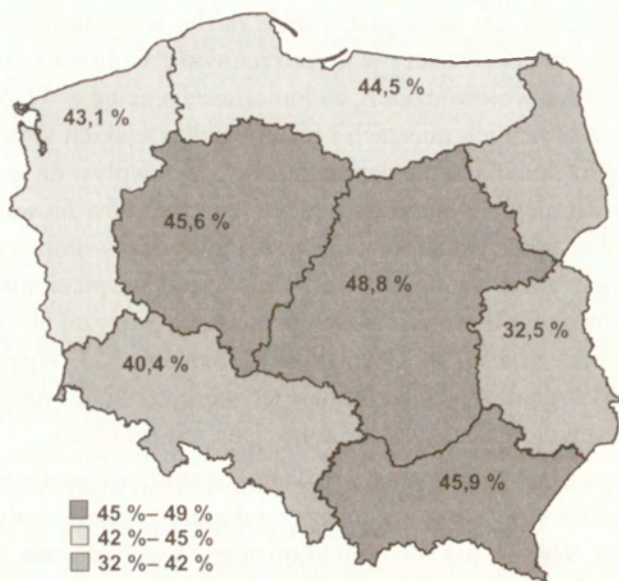 44,5 %
43,1 %
45,6 %
48,8 %
32,5 %
40,4 %
45,9 %
45 %– 49 %
42 %– 45 %
32 %– 42 %